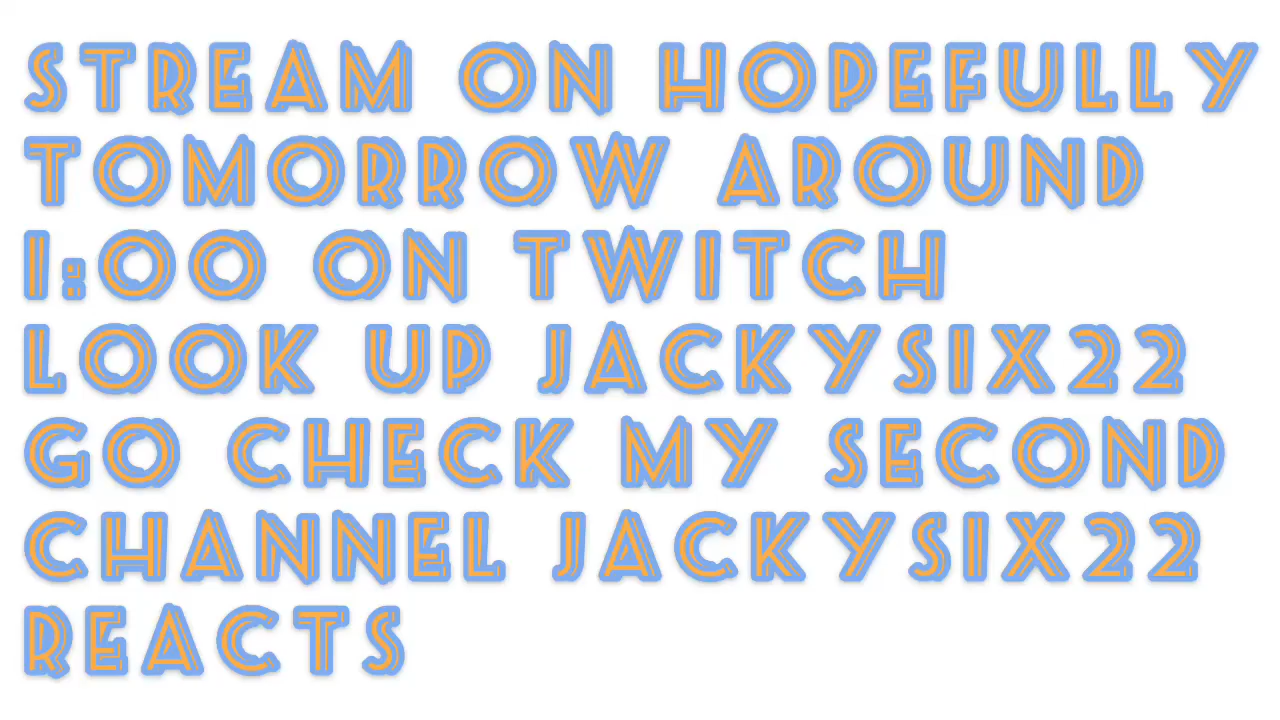 STREAM ON HOPEFULLY
TOMORROW AROUND
1:00 ON TWITCH
LOOK UP JACKYSIX22
GO CHECK MY SECOND
CHANNEL JACKYSIX22
REACTS